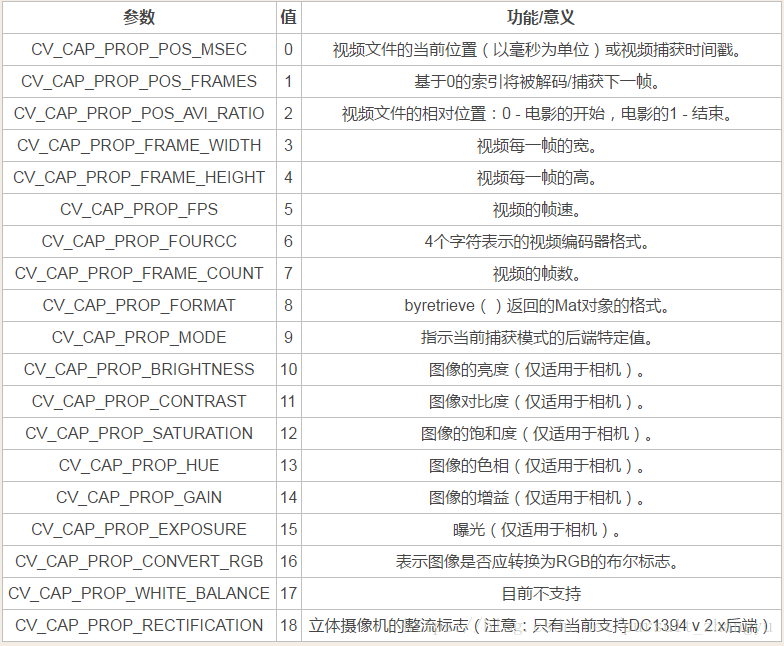 参数 值 功能/意义
CV_CAP_PROP_POS_MSEC 0 视频文件的当前位置（以毫秒为单位）或视频捕获时间戳。
CV_CAP_PROP_POS_FRAMES 1 基于0的索引将被解码/捕获下一帧。
CV_CAP_PROP_POS_AVI_RATIO 2 视频文件的相对位置：0 - 电影的开始，电影的1 - 结束。
CV_CAP_PROP_FRAME_WIDTH 3 视频每一帧的宽。
CV_CAP_PROP_FRAME_HEIGHT 4 视频每一帧的高。
CV_CAP_PROP_FPS 5 视频的帧速。
CV_CAP_PROP_FOURCC 6 4个字符表示的视频编码器格式。
CV_CAP_PROP_FRAME_COUNT 7 视频的帧数。
CV_CAP_PROP_FORMAT 8 byretrieve（）返回的Mat对象的格式。
CV_CAP_PROP_MODE 9 指示当前捕获模式的后端特定值。
CV_CAP_PROP_BRIGHTNESS 10 图像的亮度（仅适用于相机）。
CV_CAP_PROP_CONTRAST 11 图像对比度（仅适用于相机）。
CV_CAP_PROP_SATURATION 12 图像的饱和度（仅适用于相机）。
CV_CAP_PROP_HUE 13 图像的色相（仅适用于相机）。
CV_CAP_PROP_GAIN 14 图像的增益（仅适用于相机）。
CV_CAP_PROP_EXPOSURE 15 曝光（仅适用于相机）。
CV_CAP_PROP_CONVERT_RGB 16 表示图像是否应转换为RGB的布尔标志。
CV_CAP_PROP_WHITE_BALANCE 17 目前不支持
CV_CAP_PROP_RECTIFICATION 18 立体摄像机的整流标志（注意：只有当前支持DC1394 v 2.x后端）